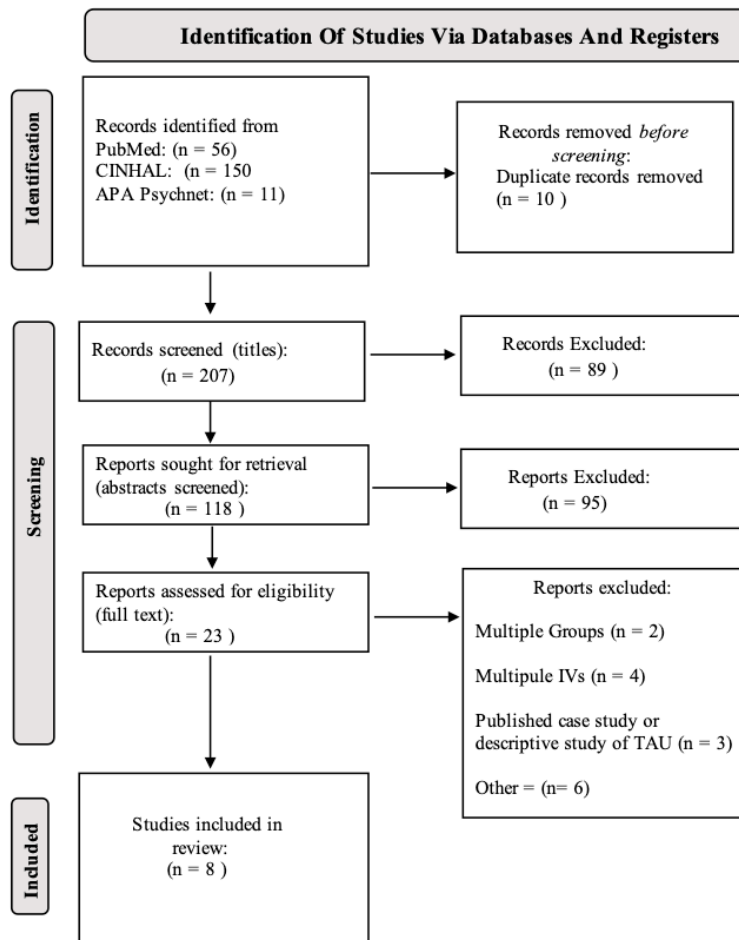 Identification Of Studies Via Databases And Registers
Identification
Records identified from
PubMed: (n = 56)
CINHAL: (n = 150
APA Psychnet: (n = 11)
Records removed before
screening:
Duplicate records removed
(n = 10 )
Screening
Records screened (titles):
(n = 207)
Records Excluded:
(n = 89 )
Reports sought for retrieval
(abstracts screened):
(n = 118 )
Reports Excluded:
(n = 95)
Reports assessed for eligibility
(full text):
(n = 23 )
Reports excluded:
Multiple Groups (n = 2)
Multipule IVs (n = 4)
Published case study or
descriptive study of TAU (n = 3)
Other = (n= 6)
Included
Studies included in
review:
(n = 8 )